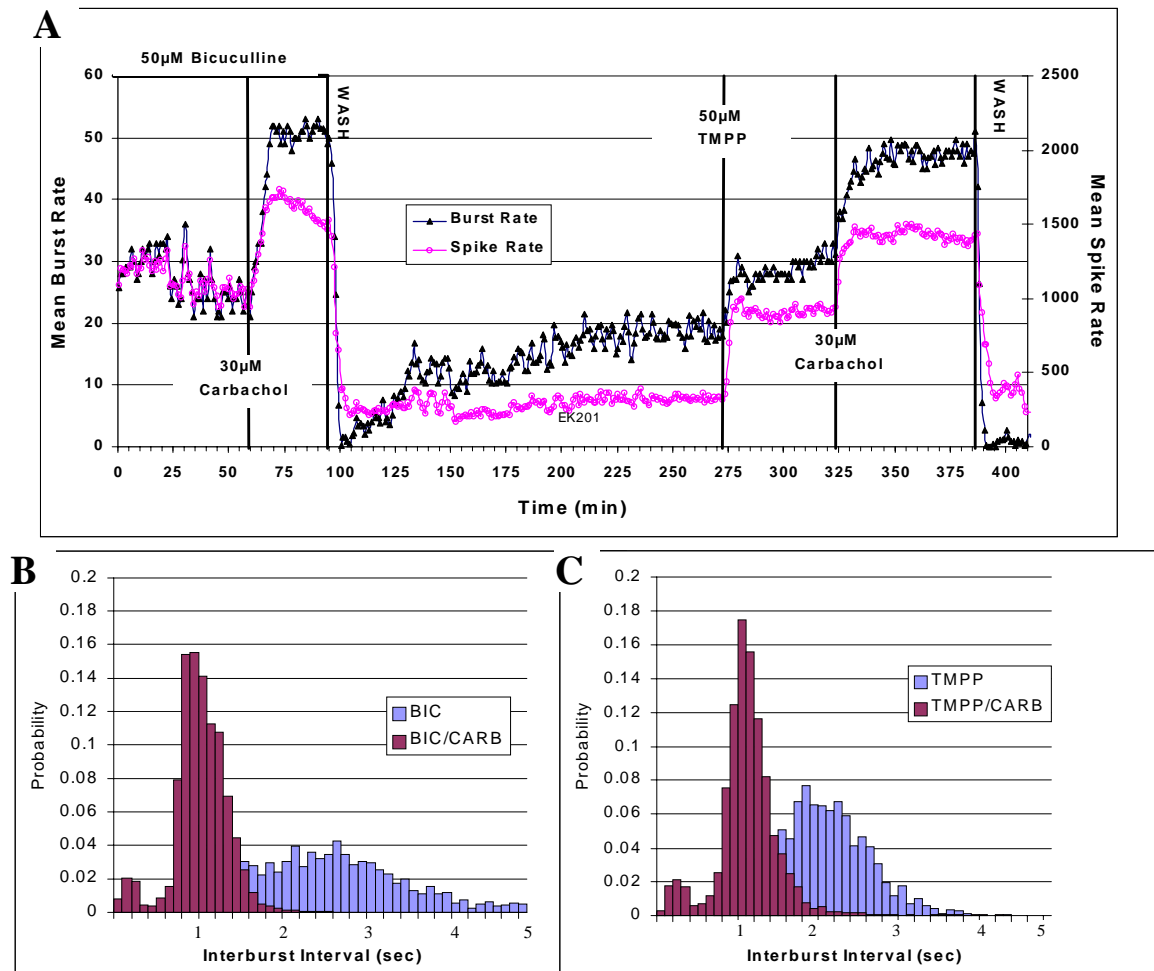 A
50µM Bicuculline
60
50
40
30
20
10
0
Mean Burst Rate
2500
2000
1500
1000
500
0
Mean Spike Rate
WASH
50µM
TMPP
WASH
Burst Rate
Spike Rate
30µM
Carbachol
30µM
Carbachol
EK201
0 25 50 75 100 125 150 175 200 225 250 275 300 325 350 375 400
Time (min)
B
0.2
0.18
0.16
0.14
0.12
0.1
0.08
0.06
0.04
0.02
0
Probability
BIC
BIC/CARB
1 2 3 4 5
Interburst Interval (sec)
C
0.2
0.18
0.16
0.14
0.12
0.1
0.08
0.06
0.04
0.02
0
Probability
TMPP
TMPP/CARB
1 2 3 4 5
Interburst Interval (sec)